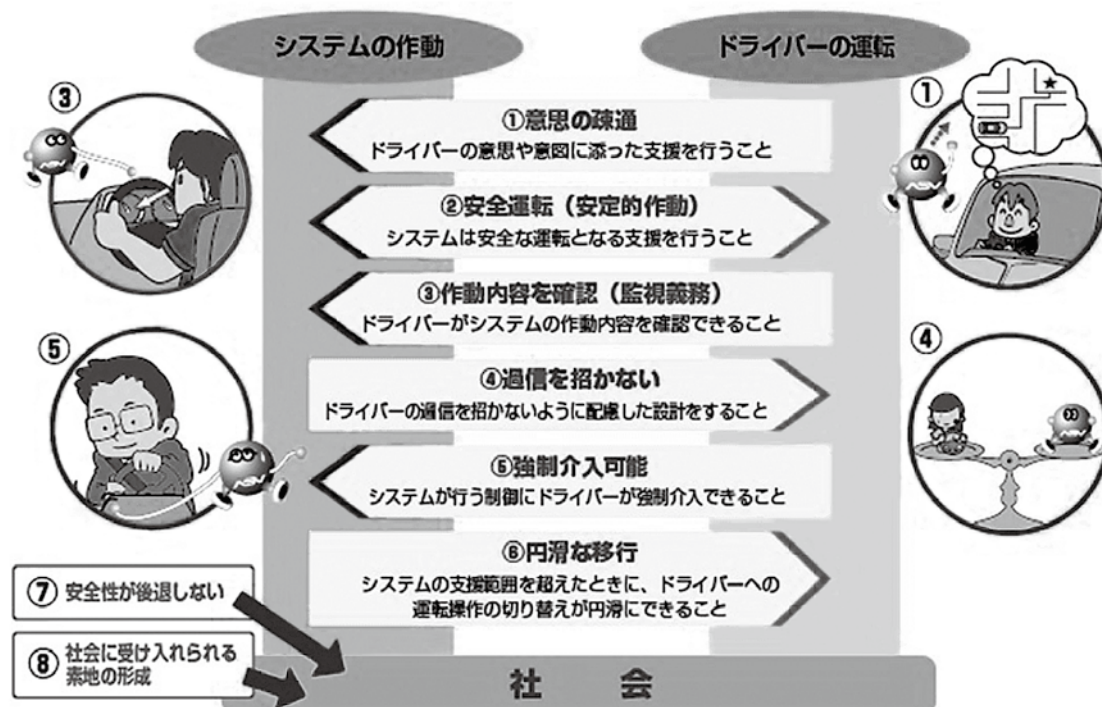 システムの作動
ドライバーの運転
③
①
①意思の疎通
ドライバーの意思や意図に添った支援を行うこと
②安全運転（安定的作動）
システムは安全な運転となる支援を行うこと
③作動内容を確認（監視義務）
ドライバーがシステムの作動内容を確認できること
⑤
④
④過信を招かない
ドライバーの過信を招かないように配慮した設計をすること
⑤強制介入可能
システムが行う制御にドライバーが強制介入できること
⑥円滑な移行
システムの支援範囲を超えたときに、ドライバーへの
運転操作の切り替えが円滑にできること
⑦ 安全性が後退しない
⑧ 社会に受け入れられる
素地の形成
社 会
ASV
ASV
ASV
ASV